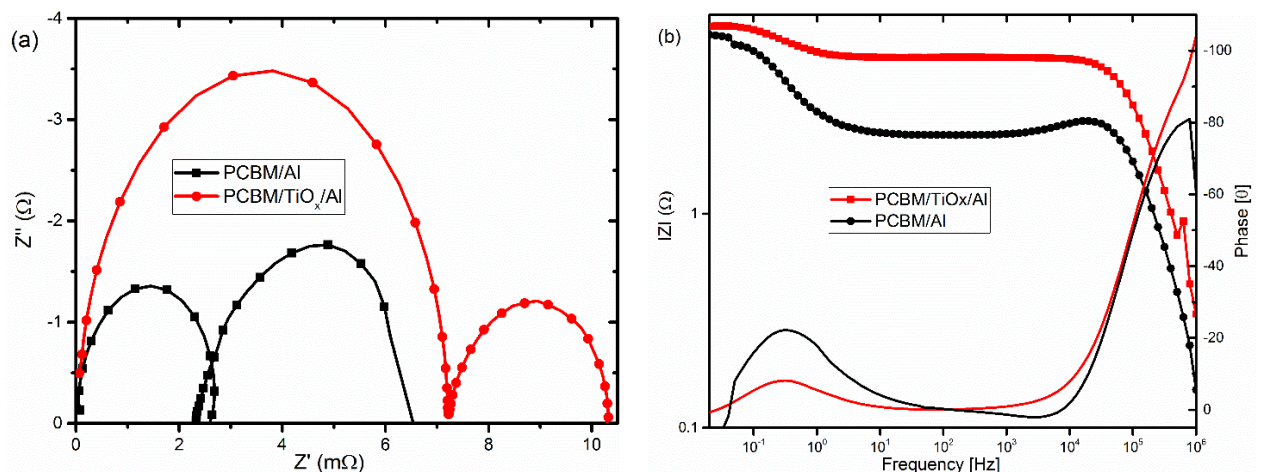 (a)
-4
-3
-2
-1
0
Z'' (Ω)
PCBM/Al
PCBM/TiOₓ/Al
0
2
4
6
8
10
Z' (mΩ)
(b)
1
0.1
|Z| (Ω)
PCBM/TiOx/Al
PCBM/Al
-100
-80
-60
-40
-20
0
Phase [θ]
10⁻¹
10⁰
10¹
10²
10³
10⁴
10⁵
10⁶
Frequency [Hz]